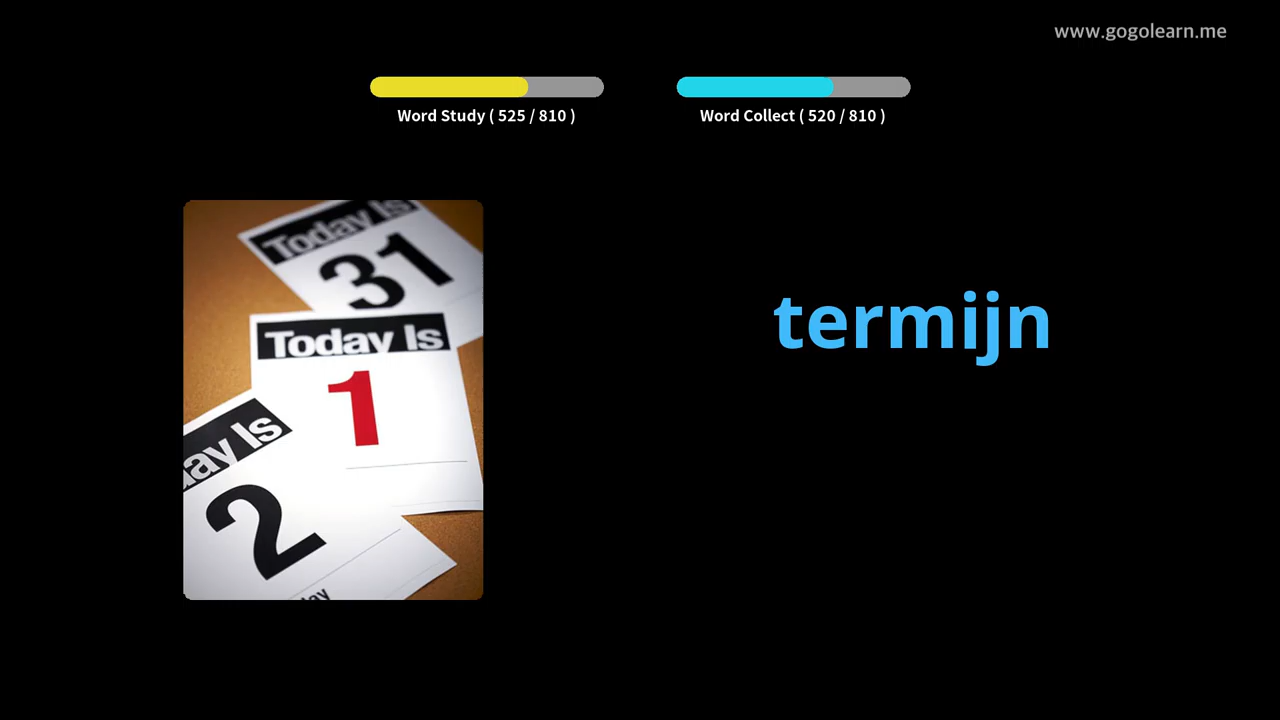 www.gogolearn.me
Word Study ( 525 / 810 )
Word Collect ( 520 / 810 )
Today Is
31
Today Is
1
ay Is
2
termijn